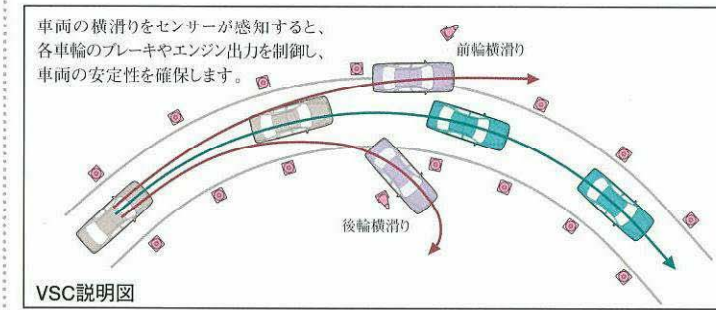 車両の横滑りをセンサーが感知すると、
各車輪のブレーキやエンジン出力を制御し、
車両の安定性を確保します。
前輪横滑り
後輪横滑り
VSC説明図